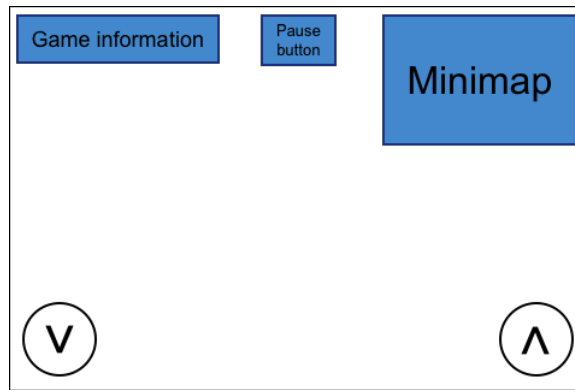 Game information
Pause
button
Minimap
V
Λ